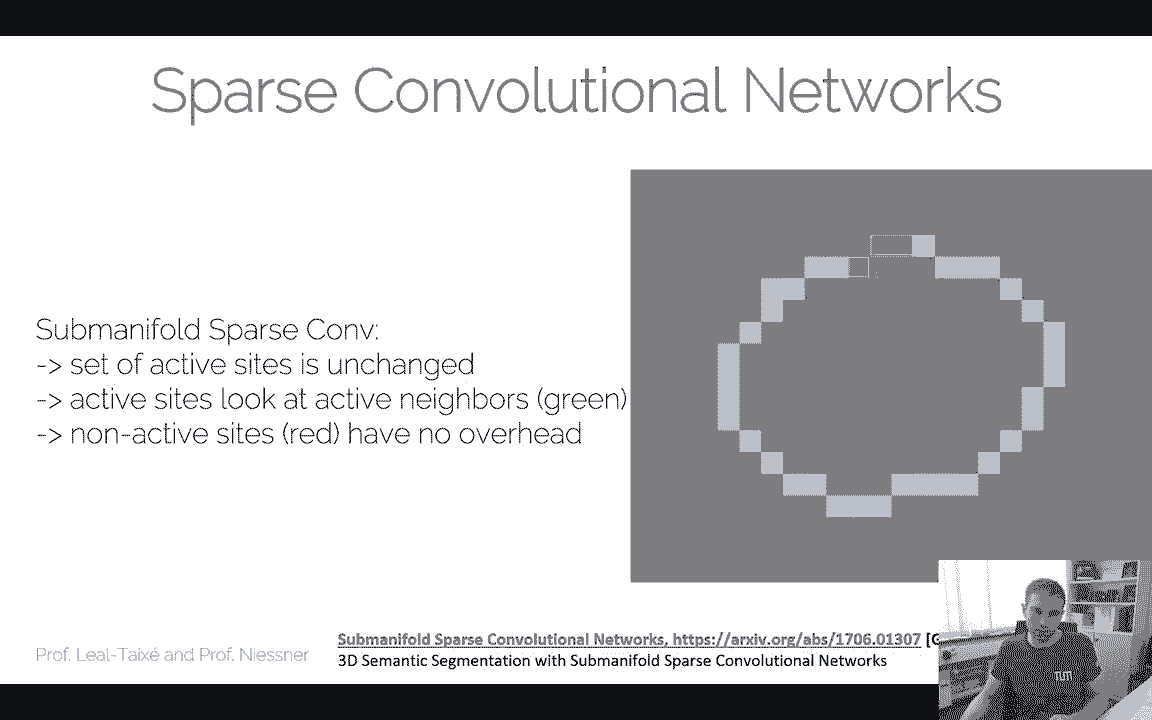 Sparse Convolutional Networks
Submanifold Sparse Conv:
-> set of active sites is unchanged
-> active sites look at active neighbors (green)
-> non-active sites (red) have no overhead
Prof. Leal-Taixé and Prof. Niessner
Submanifold Sparse Convolutional Networks, https://arxiv.org/abs/1706.01307 [G
3D Semantic Segmentation with Submanifold Sparse Convolutional Networks